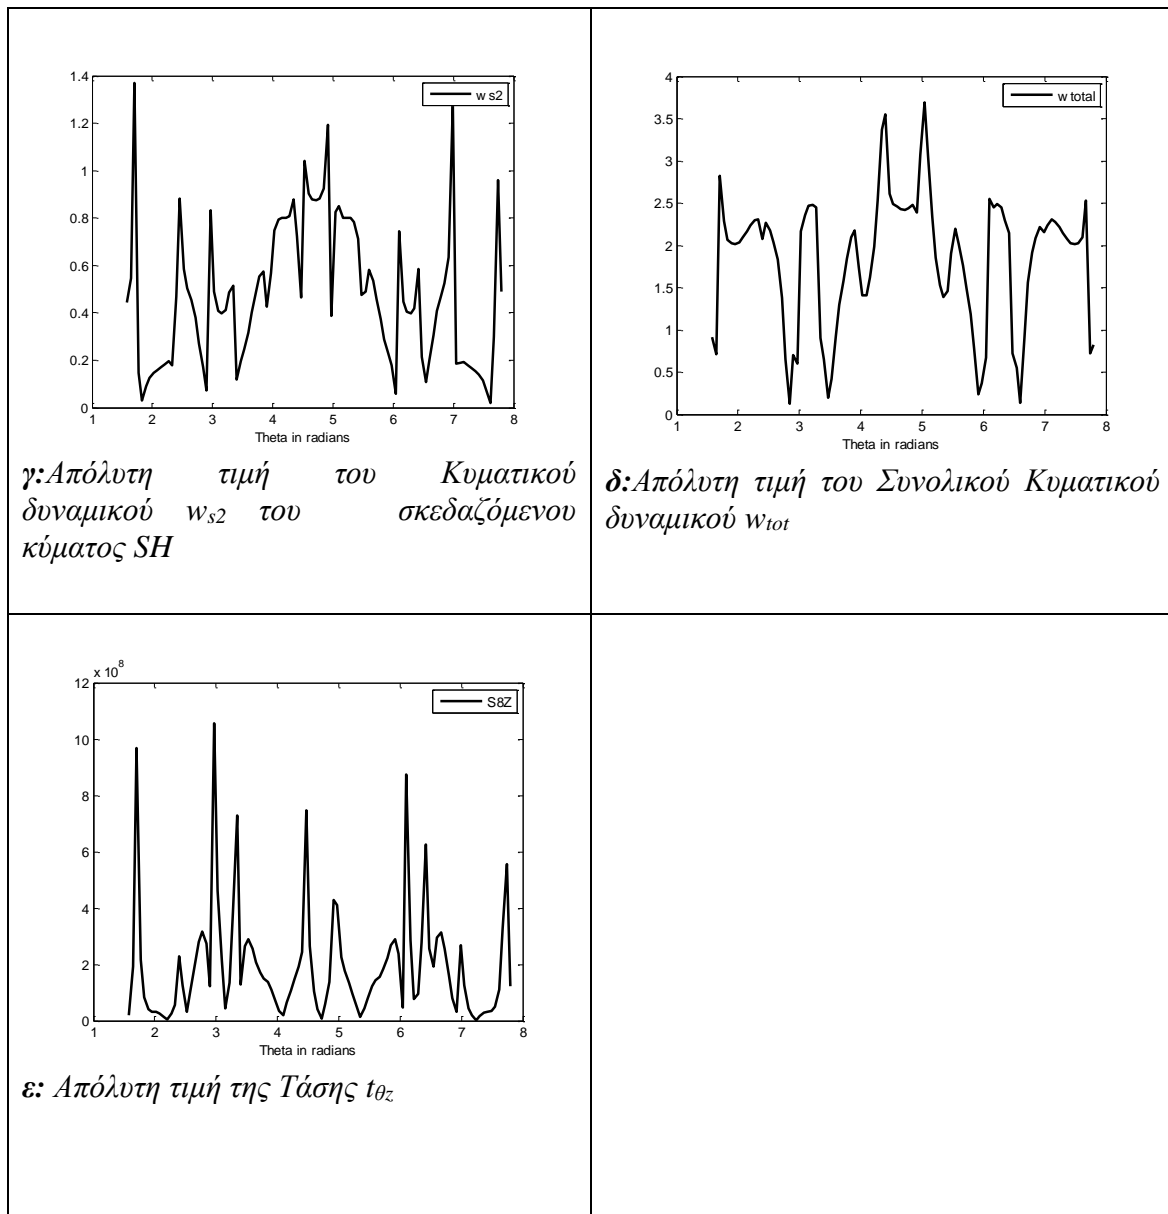 1.4
1.2
1
0.8
0.6
0.4
0.2
0
1 2 3 4 5 6 7 8
Theta in radians
w s2
γ:Απόλυτη τιμή του Κυματικού
δυναμικού ws2 του σκεδαζόμενου
κύματος SH
4
3.5
3
2.5
2
1.5
1
0.5
0
1 2 3 4 5 6 7 8
Theta in radians
w total
δ:Απόλυτη τιμή του Συνολικού Κυματικού
δυναμικού wtot
x 10^8
12
10
8
6
4
2
0
1 2 3 4 5 6 7 8
Theta in radians
S8Z
ε: Απόλυτη τιμή της Τάσης tθz